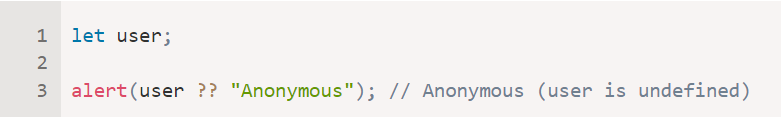 1 let user;
2
3 alert(user ?? "Anonymous"); // Anonymous (user is undefined)